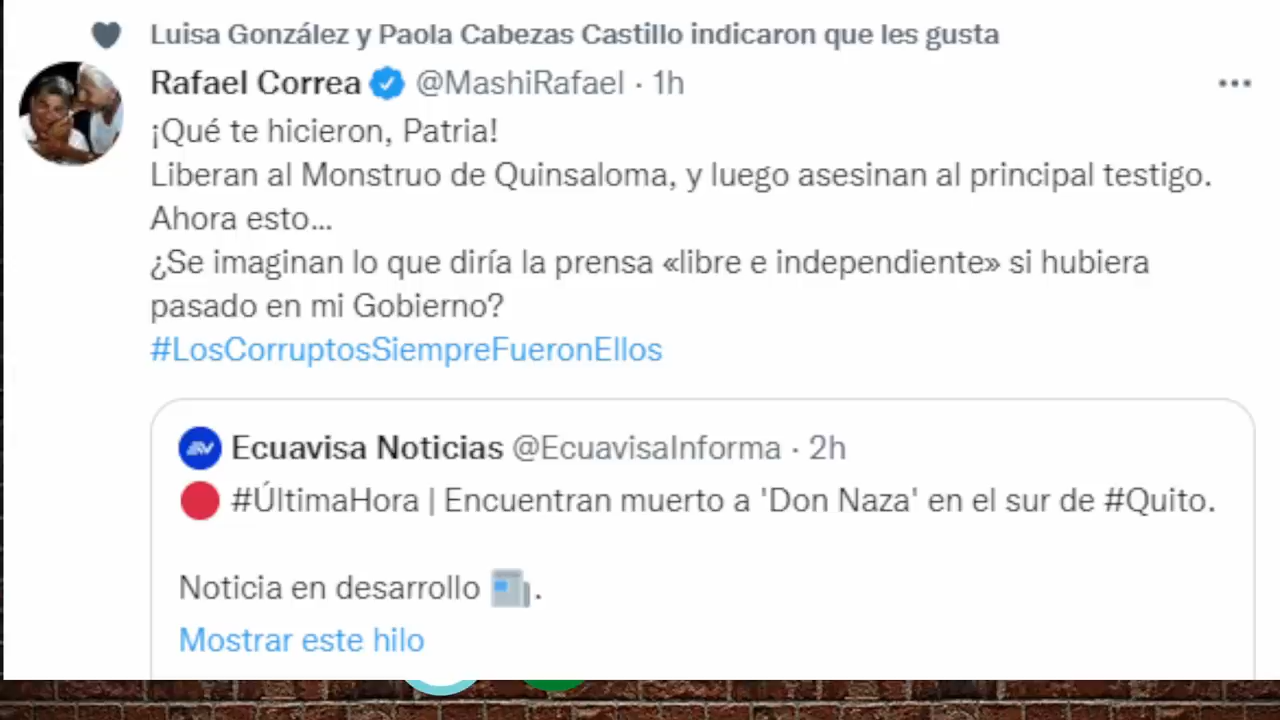 Luisa González y Paola Cabezas Castillo indicaron que les gusta
Rafael Correa @MashiRafael · 1h
¡Qué te hicieron, Patria!
Liberan al Monstruo de Quinsaloma, y luego asesinan al principal testigo.
Ahora esto...
¿Se imaginan lo que diría la prensa «libre e independiente» si hubiera
pasado en mi Gobierno?
#LosCorruptosSiempreFueronEllos
Ecuavisa Noticias @EcuavisaInforma · 2h
#ÚltimaHora | Encuentran muerto a 'Don Naza' en el sur de #Quito.
Noticia en desarrollo 📰.
Mostrar este hilo